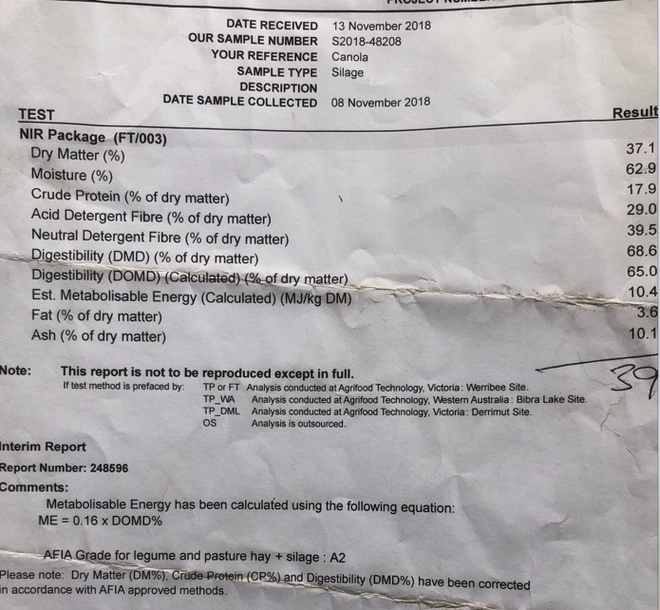 DATE RECEIVED 13 November 2018
OUR SAMPLE NUMBER S2018-48208
YOUR REFERENCE Canola
SAMPLE TYPE Silage
DESCRIPTION
DATE SAMPLE COLLECTED 08 November 2018
TEST Result
NIR Package (FT/003)
Dry Matter (%) 37.1
Moisture (%) 62.9
Crude Protein (% of dry matter) 17.9
Acid Detergent Fibre (% of dry matter) 29.0
Neutral Detergent Fibre (% of dry matter) 39.5
Digestibility (DMD) (% of dry matter) 68.6
Digestibility (DOMD) (Calculated) (% of dry matter) 65.0
Est. Metabolisable Energy (Calculated) (MJ/kg DM) 10.4
Fat (% of dry matter) 3.6
Ash (% of dry matter) 10.1
39
Note: This report is not to be reproduced except in full.
If test method is prefaced by: TP or FT Analysis conducted at Agrifood Technology, Victoria: Werribee Site.
TP_WA Analysis conducted at Agrifood Technology, Western Australia: Bibra Lake Site.
TP_DML Analysis conducted at Agrifood Technology, Victoria: Derrimut Site.
OS Analysis is outsourced.
Interim Report
Report Number: 248596
Comments:
Metabolisable Energy has been calculated using the following equation:
ME = 0.16 x DOMD%
AFIA Grade for legume and pasture hay + silage : A2
Please note: Dry Matter (DM%), Crude Protein (CP%) and Digestibility (DMD%) have been corrected
in accordance with AFIA approved methods.